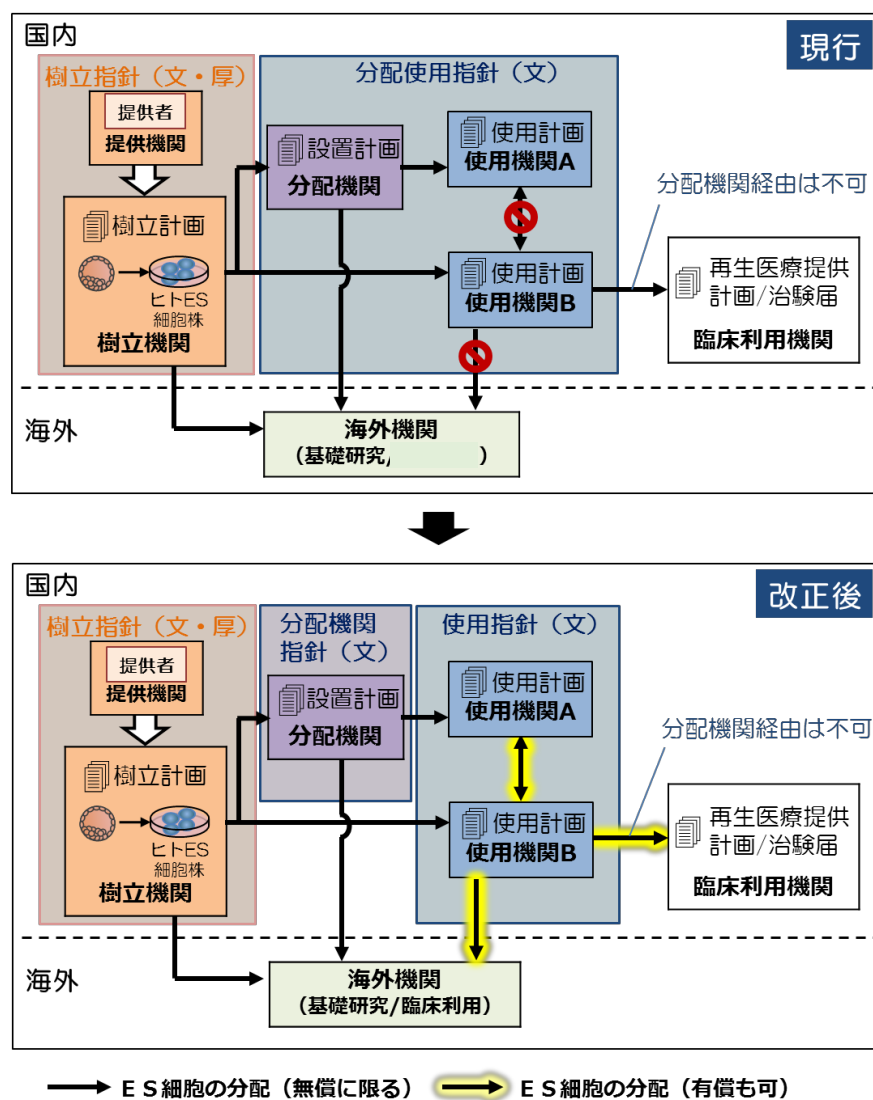 国内
現行
樹立指針（文・厚）
分配使用指針（文）
提供者
提供機関
設置計画
分配機関
使用計画
使用機関A
分配機関経由は不可
樹立計画
ヒトES
細胞株
樹立機関
使用計画
使用機関B
再生医療提供
計画/治験届
臨床利用機関
海外
海外機関
（基礎研究/　　　　）
国内
改正後
樹立指針（文・厚）
分配機関
指針（文）
使用指針（文）
提供者
提供機関
設置計画
分配機関
使用計画
使用機関A
分配機関経由は不可
樹立計画
ヒトES
細胞株
樹立機関
使用計画
使用機関B
再生医療提供
計画/治験届
臨床利用機関
海外
海外機関
（基礎研究/臨床利用）
ＥＳ細胞の分配（無償に限る）
ＥＳ細胞の分配（有償も可）